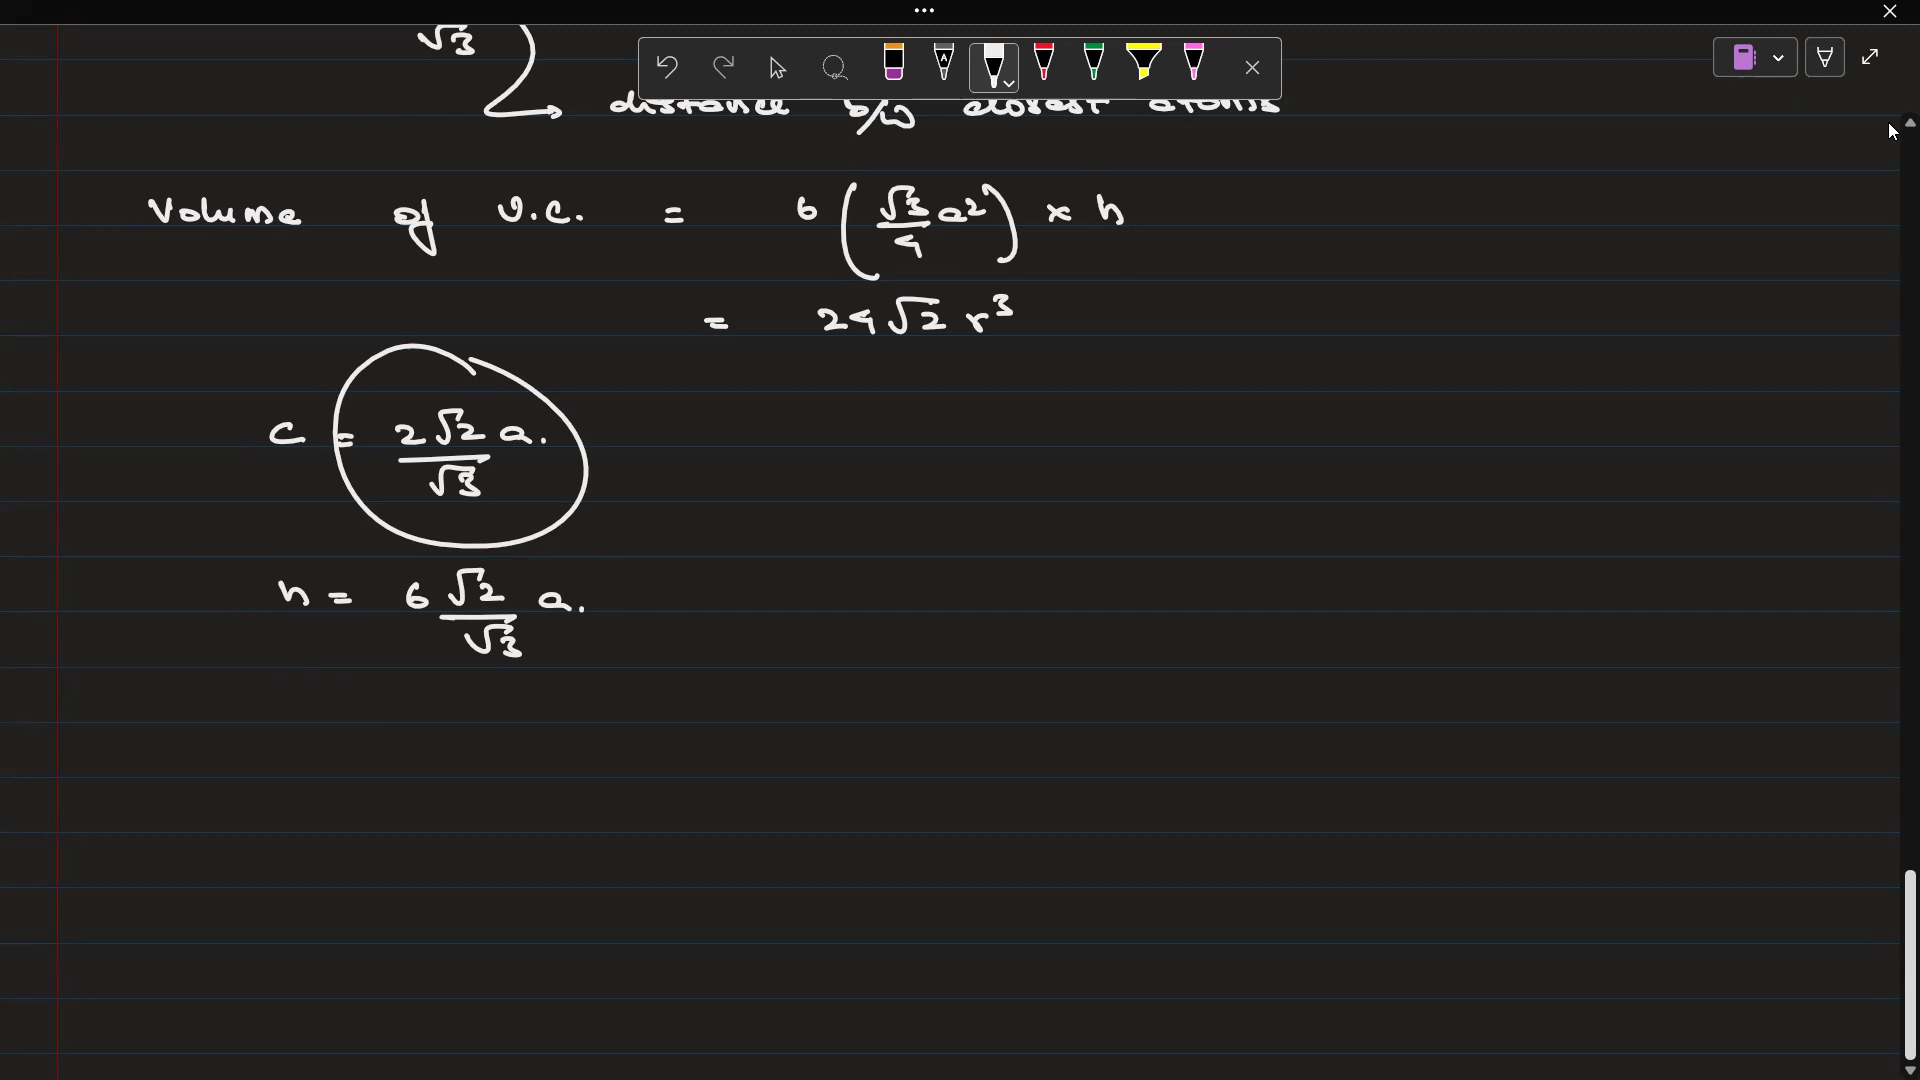 √3
distance b/w closest atoms
Volume of U.C. = 6 (√3/4 a²) × h
= 24√2 r³
c = 2√2/√3 a.
h = 6 √2/√3 a.